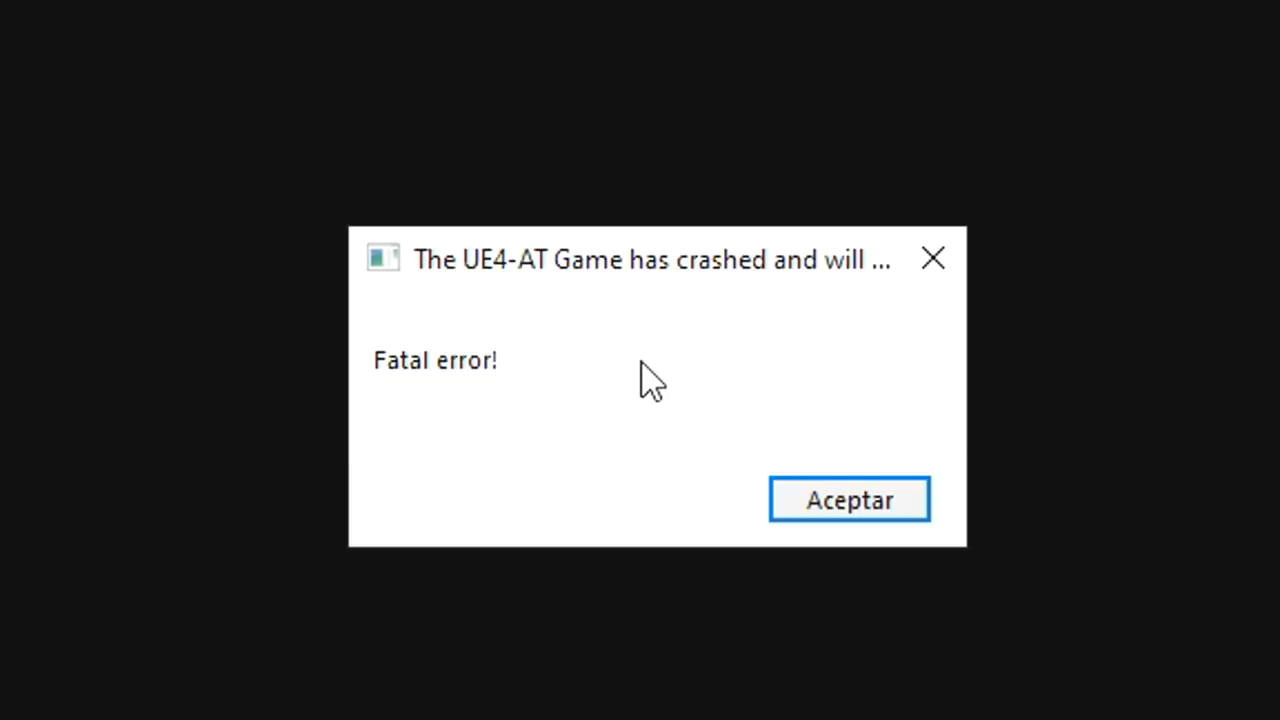 The UE4-AT Game has crashed and will ...
Fatal error!
Aceptar